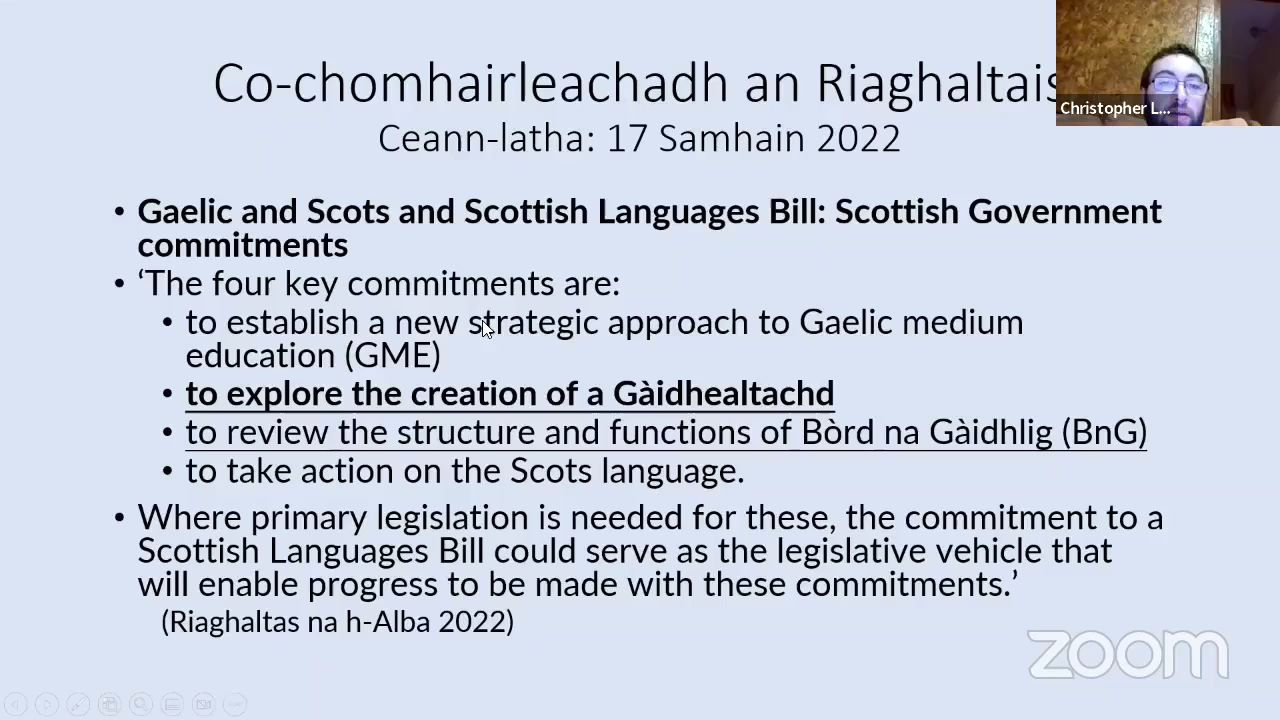 Co-chomhairleachadh an Riaghaltais
Ceann-latha: 17 Samhain 2022
Christopher L...
• Gaelic and Scots and Scottish Languages Bill: Scottish Government
commitments
• ‘The four key commitments are:
• to establish a new strategic approach to Gaelic medium
education (GME)
• to explore the creation of a Gàidhealtachd
• to review the structure and functions of Bòrd na Gàidhlig (BnG)
• to take action on the Scots language.
• Where primary legislation is needed for these, the commitment to a
Scottish Languages Bill could serve as the legislative vehicle that
will enable progress to be made with these commitments.’
(Riaghaltas na h-Alba 2022)
zoom